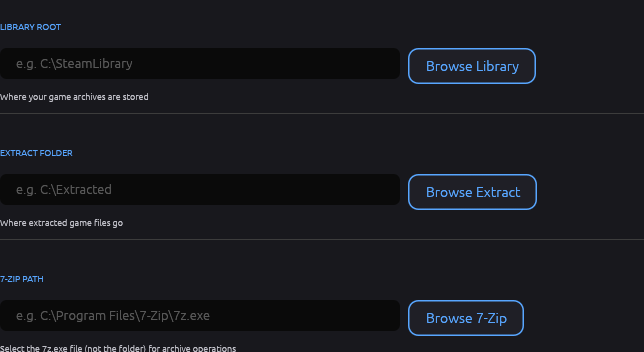 LIBRARY ROOT
e.g. C:\SteamLibrary
Browse Library
Where your game archives are stored
EXTRACT FOLDER
e.g. C:\Extracted
Browse Extract
Where extracted game files go
7-ZIP PATH
e.g. C:\Program Files\7-Zip\7z.exe
Browse 7-Zip
Select the 7z.exe file (not the folder) for archive operations